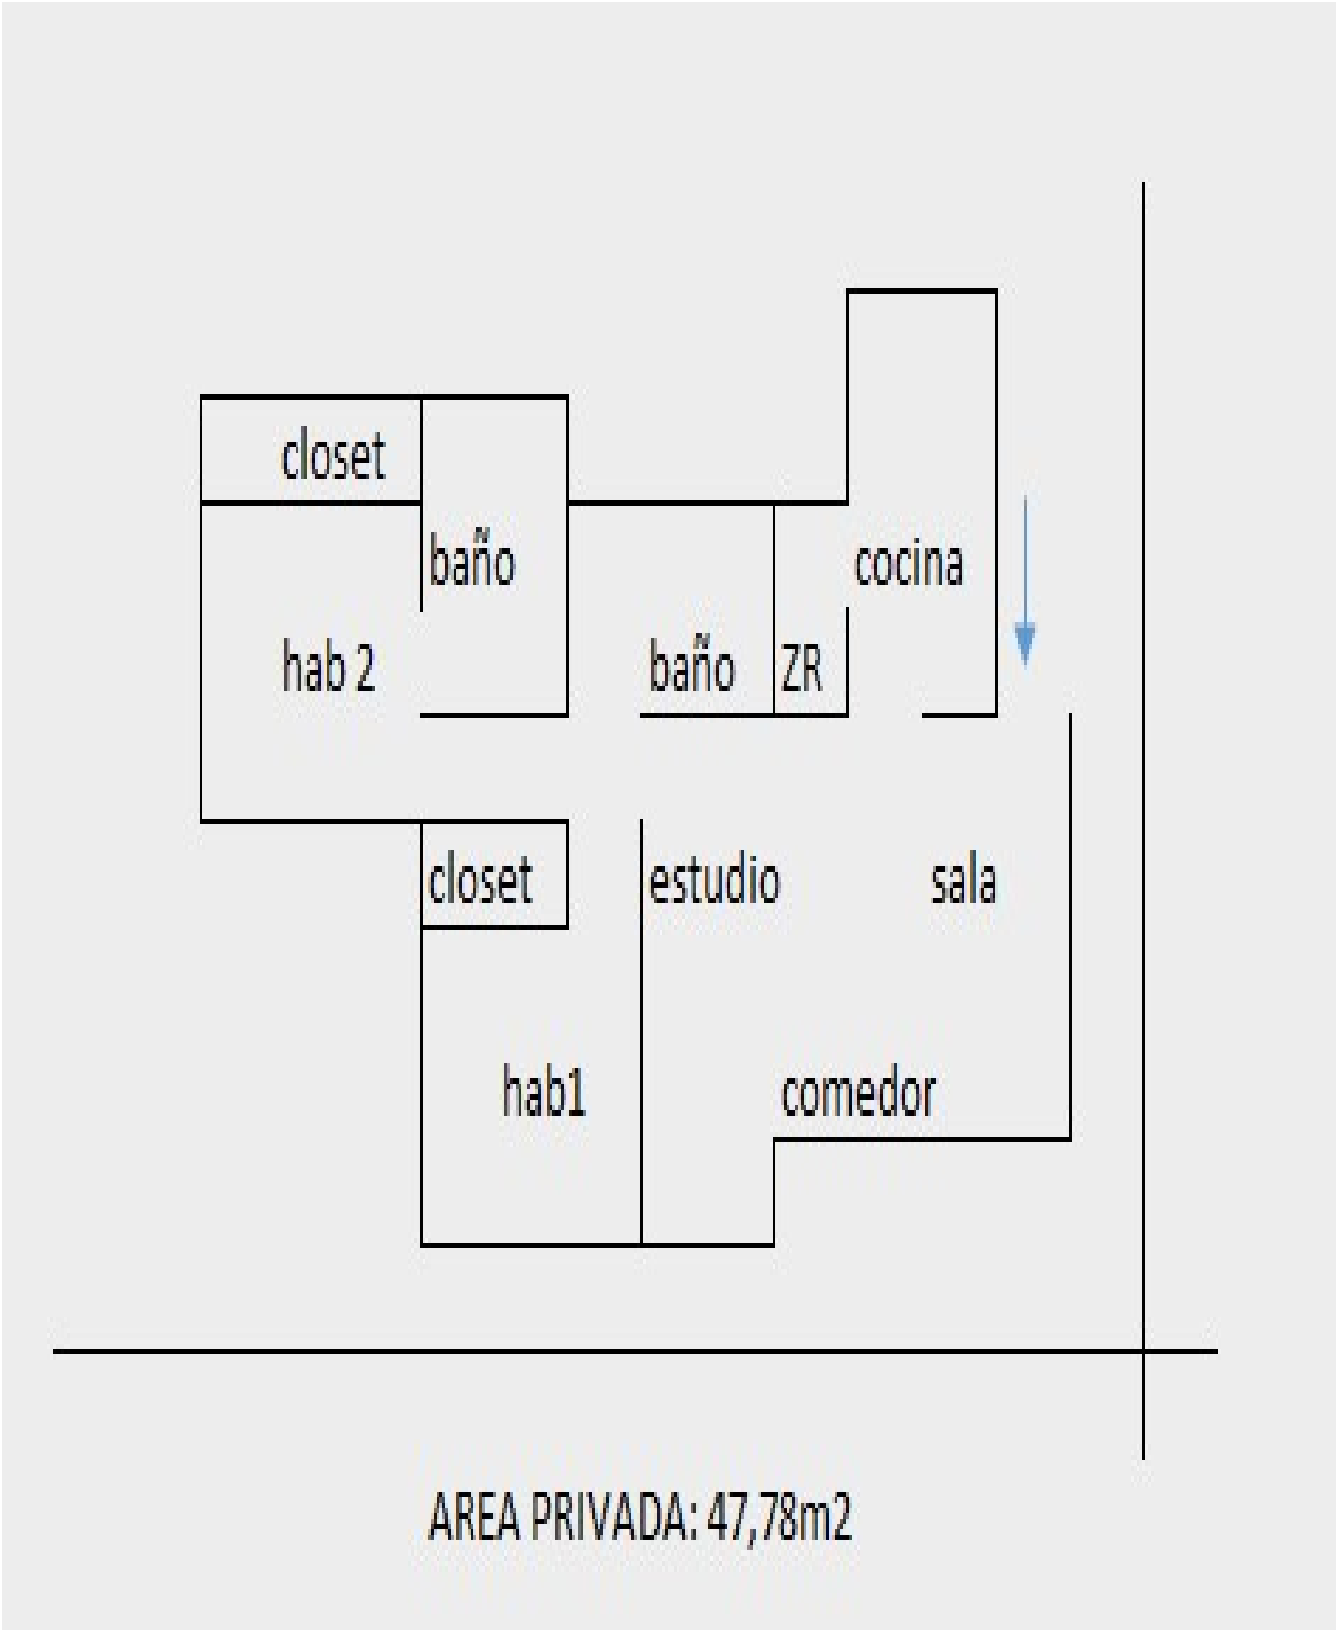 closet
baño
cocina
hab 2
baño
ZR
closet
estudio
sala
hab1
comedor
AREA PRIVADA: 47,78m2